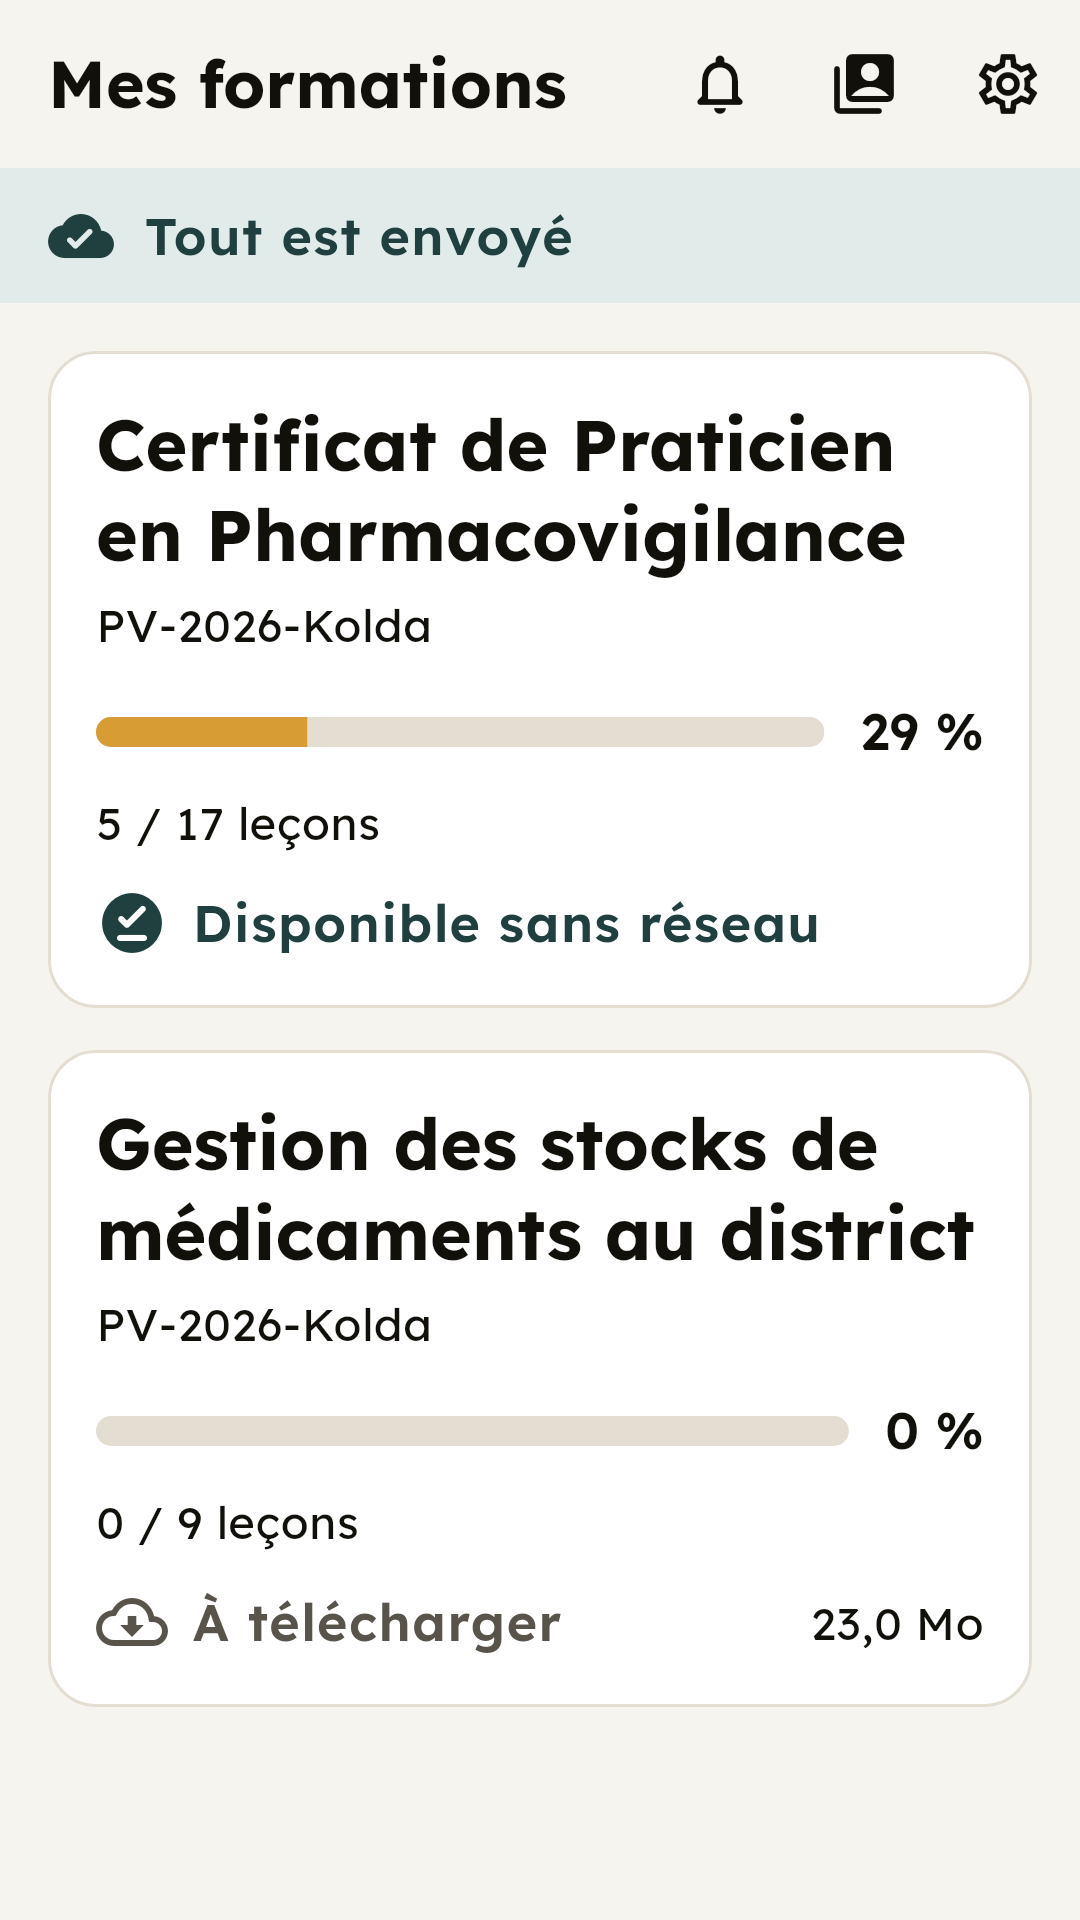 Mes formations
Tout est envoyé
Certificat de Praticien
en Pharmacovigilance
PV-2026-Kolda
29 %
5 / 17 leçons
Disponible sans réseau
Gestion des stocks de
médicaments au district
PV-2026-Kolda
0 %
0 / 9 leçons
À télécharger 23,0 Mo